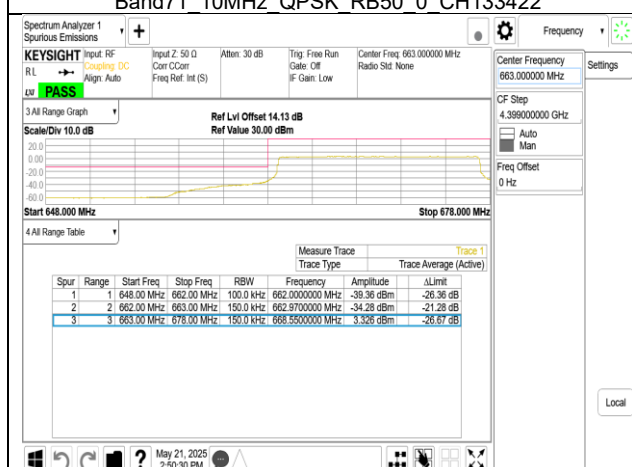 Band71_10MHz_QPSK_RB50_0_CH133422
Spectrum Analyzer 1
Spurious Emissions
Frequency
KEYSIGHT Input: RF Input Z: 50 Ω Atten: 30 dB Trig: Free Run Center Freq: 663.000000 MHz
RL Coupling: DC Corr CCorr Gate: Off Radio Std: None
Align: Auto Freq Ref: Int (S) IF Gain: Low
PASS
Center Frequency
663.000000 MHz
Settings
CF Step
4.399000000 GHz
Auto
Man
Freq Offset
0 Hz
3 All Range Graph
Ref Lvl Offset 14.13 dB
Scale/Div 10.0 dB Ref Value 30.00 dBm
20.0
0.00
-20.0
-40.0
-60.0
Start 648.000 MHz Stop 678.000 MHz
4 All Range Table
Measure Trace Trace 1
Trace Type Trace Average (Active)
Spur Range Start Freq Stop Freq RBW Frequency Amplitude ΔLimit
1 1 648.00 MHz 662.00 MHz 100.0 kHz 662.0000000 MHz -39.36 dBm -26.36 dB
2 2 662.00 MHz 663.00 MHz 150.0 kHz 662.9700000 MHz -34.28 dBm -21.28 dB
3 3 663.00 MHz 678.00 MHz 150.0 kHz 668.5500000 MHz 3.326 dBm -26.67 dB
Local
May 21, 2025
2:50:30 PM